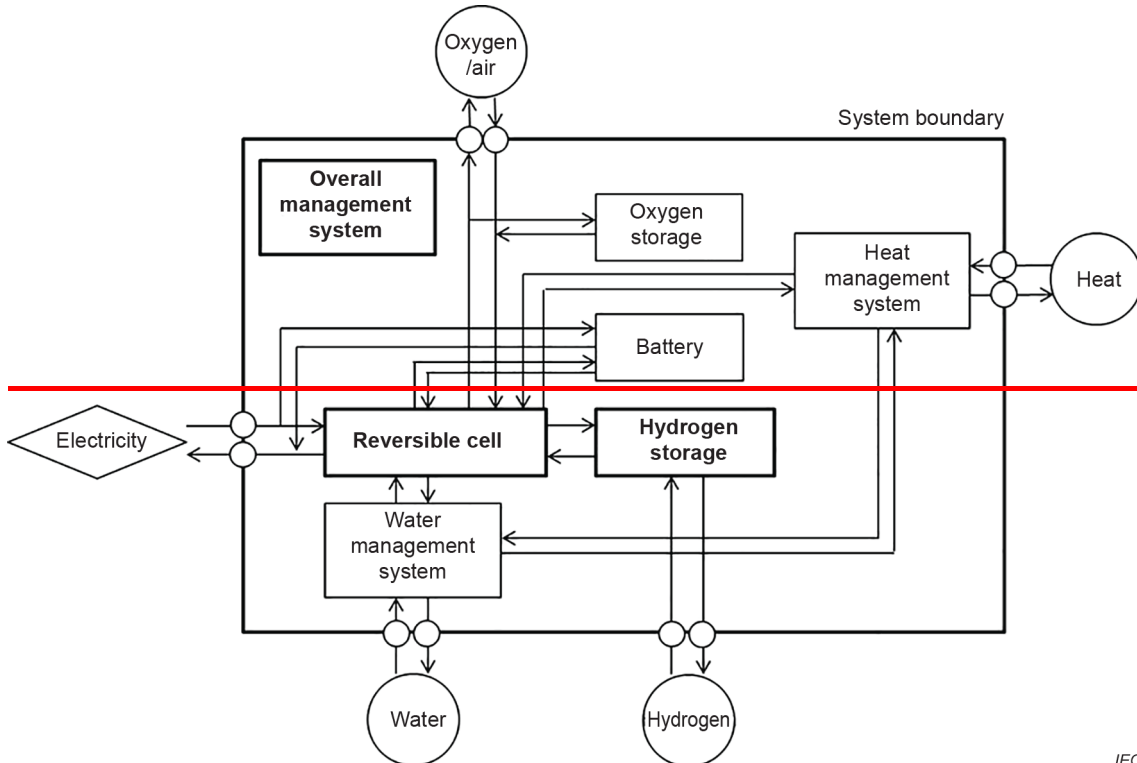 Oxygen
/air
System boundary
Overall
management
system
Oxygen
storage
Heat
management
system
Heat
Battery
Electricity
Reversible cell
Hydrogen
storage
Water
management
system
Water
Hydrogen
IEC